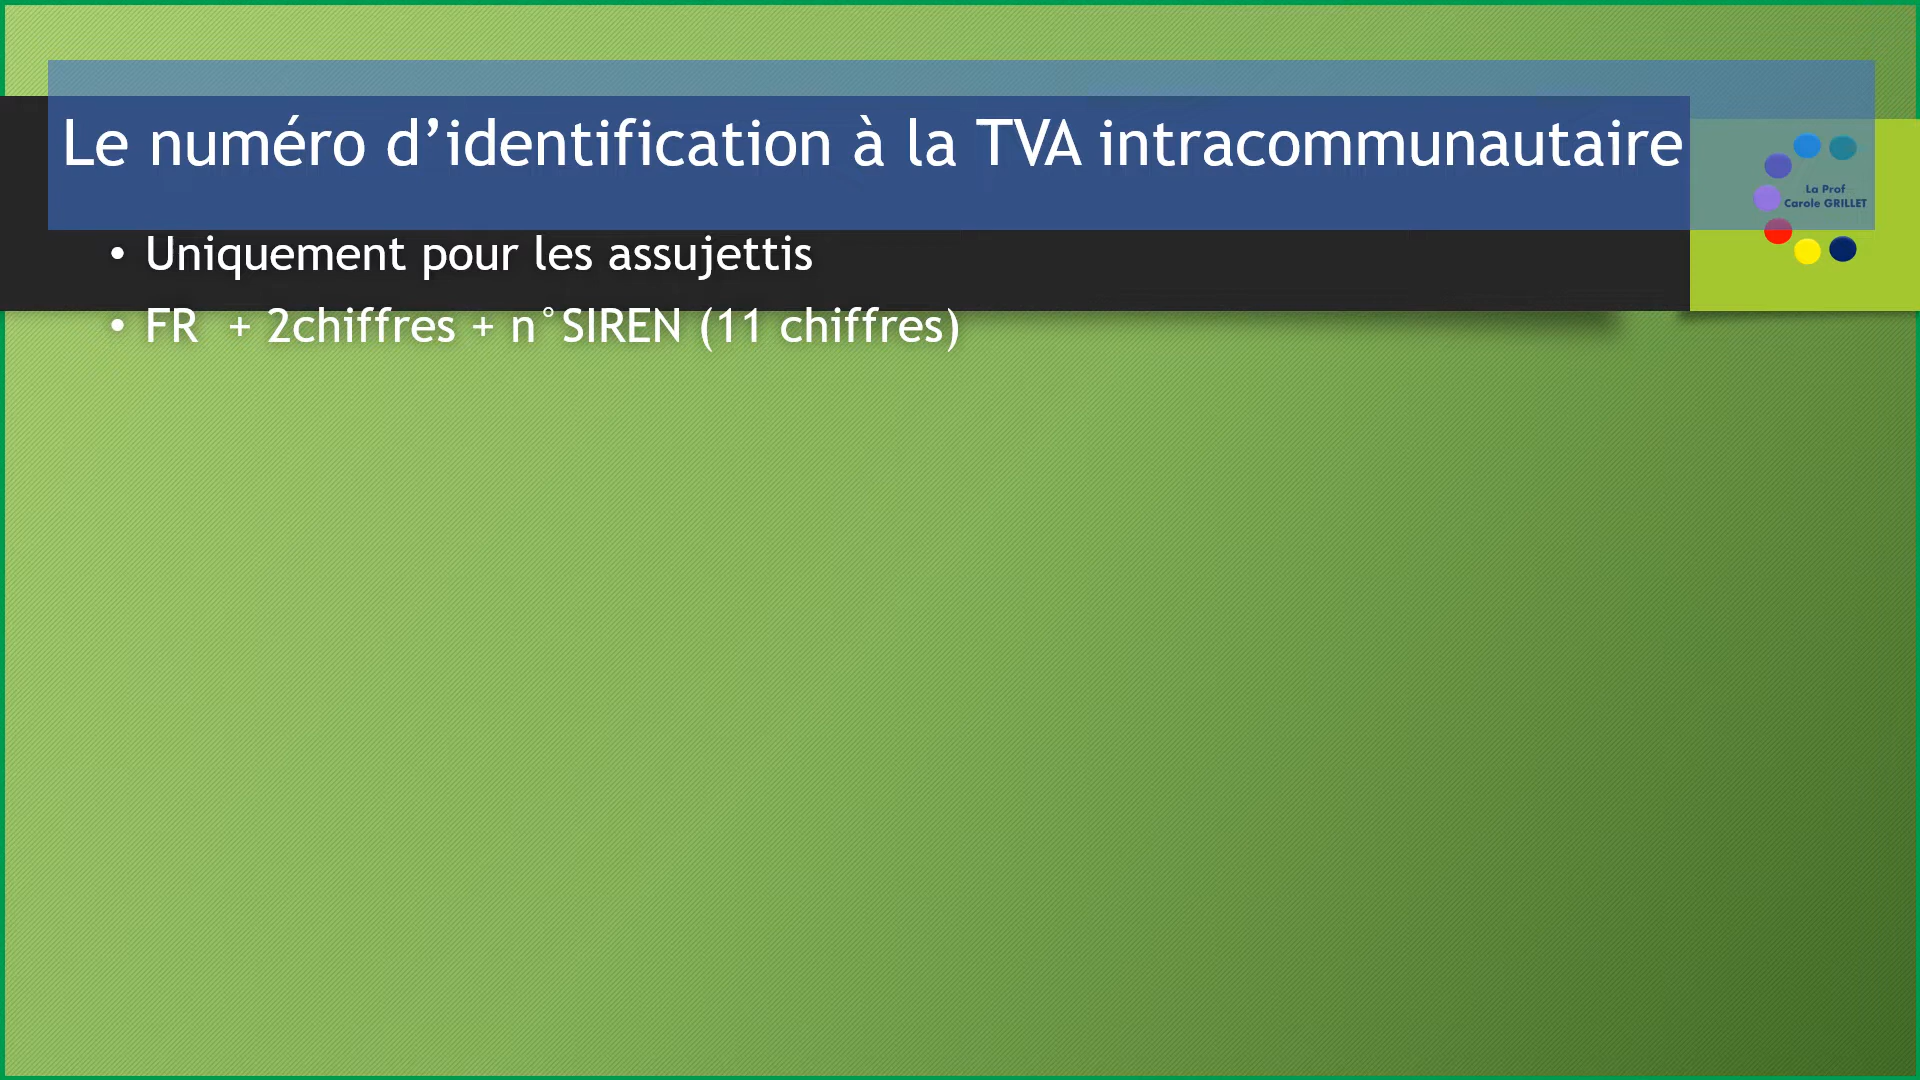 Le numéro d’identification à la TVA intracommunautaire
La Prof
Carole GRILLET
• Uniquement pour les assujettis
• FR  + 2chiffres + n°SIREN (11 chiffres)